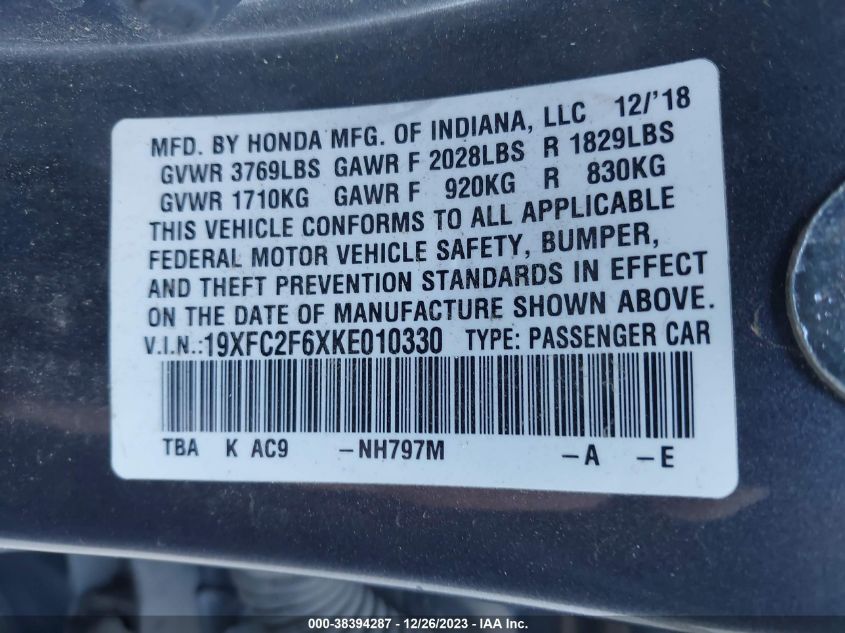 MFD. BY HONDA MFG. OF INDIANA, LLC 12/'18
GVWR 3769LBS GAWR F 2028LBS R 1829LBS
GVWR 1710KG GAWR F 920KG R 830KG
THIS VEHICLE CONFORMS TO ALL APPLICABLE
FEDERAL MOTOR VEHICLE SAFETY, BUMPER,
AND THEFT PREVENTION STANDARDS IN EFFECT
ON THE DATE OF MANUFACTURE SHOWN ABOVE.
V.I.N.:19XFC2F6XKE010330 TYPE: PASSENGER CAR
TBA K AC9 -NH797M -A -E
000-38394287 - 12/26/2023 - IAA Inc.